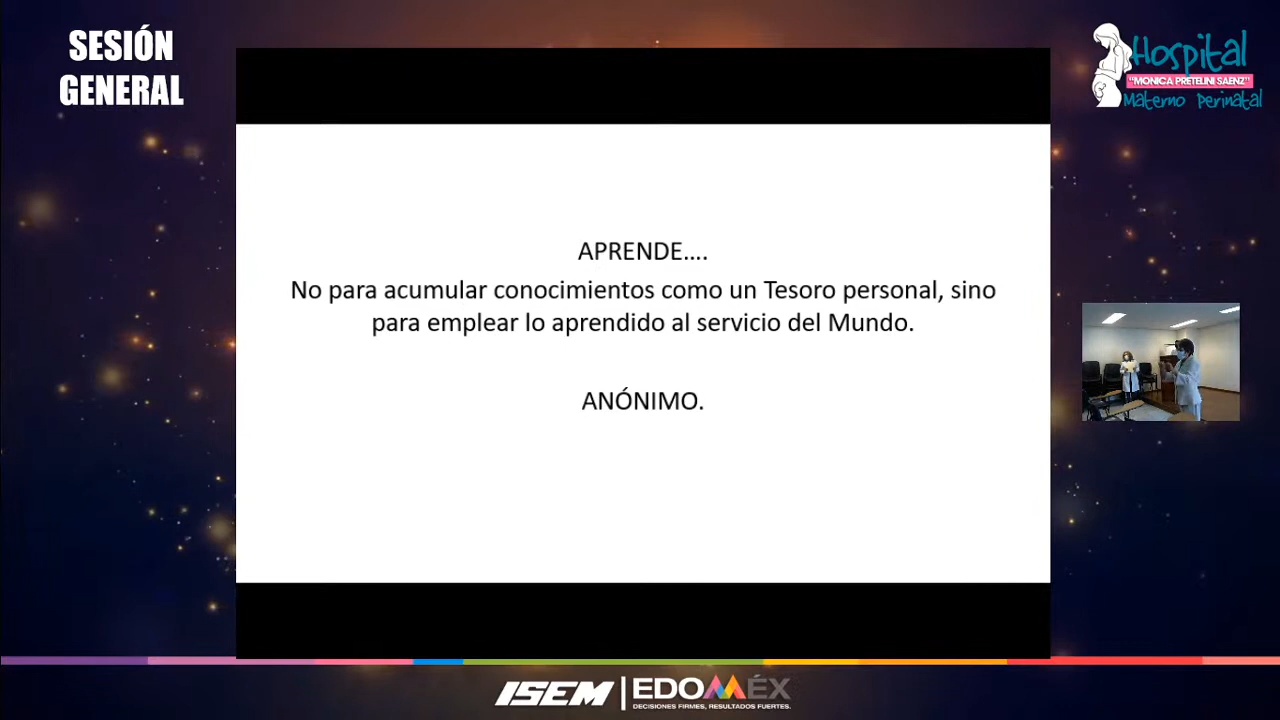 SESIÓN
GENERAL
Hospital
"MONICA PRETELINI SAENZ"
Materno Perinatal
APRENDE....
No para acumular conocimientos como un Tesoro personal, sino
para emplear lo aprendido al servicio del Mundo.
ANÓNIMO.
ISEM
EDOMÉX
DECISIONES FIRMES, RESULTADOS FUERTES.